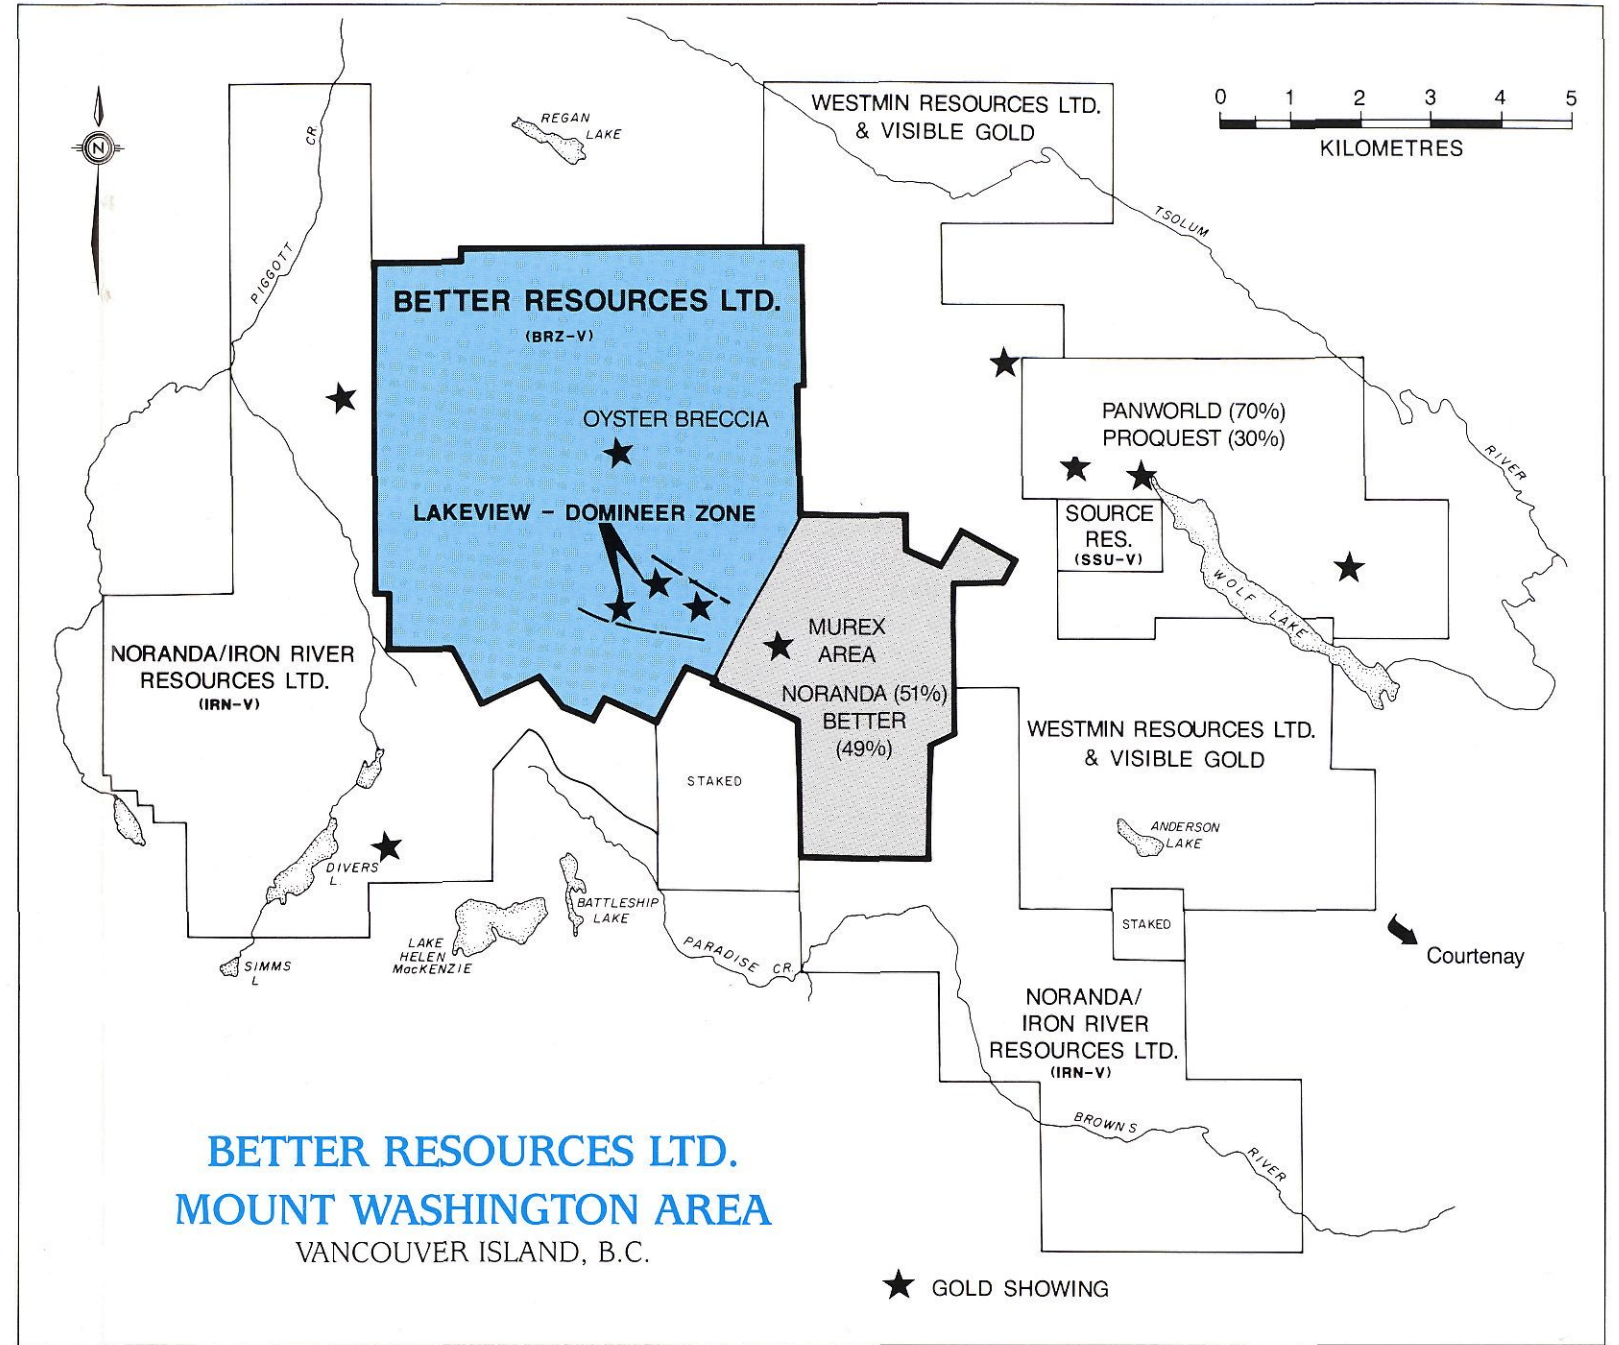 WESTMIN RESOURCES LTD.
& VISIBLE GOLD
0 1 2 3 4 5
KILOMETRES
N
REGAN
LAKE
CR.
PIGGOTT
TSOLUM
RIVER
BETTER RESOURCES LTD.
(BRZ-V)
OYSTER BRECCIA
LAKEVIEW - DOMINEER ZONE
PANWORLD (70%)
PROQUEST (30%)
SOURCE
RES.
(SSU-V)
WOLF LAKE
MUREX
AREA
NORANDA (51%)
BETTER
(49%)
NORANDA/IRON RIVER
RESOURCES LTD.
(IRN-V)
WESTMIN RESOURCES LTD.
& VISIBLE GOLD
STAKED
ANDERSON
LAKE
DIVERS
L.
BATTLESHIP
LAKE
LAKE
HELEN
MacKENZIE
SIMMS
L
PARADISE CR.
STAKED
Courtenay
NORANDA/
IRON RIVER
RESOURCES LTD.
(IRN-V)
BROWNS
RIVER
BETTER RESOURCES LTD.
MOUNT WASHINGTON AREA
VANCOUVER ISLAND, B.C.
GOLD SHOWING